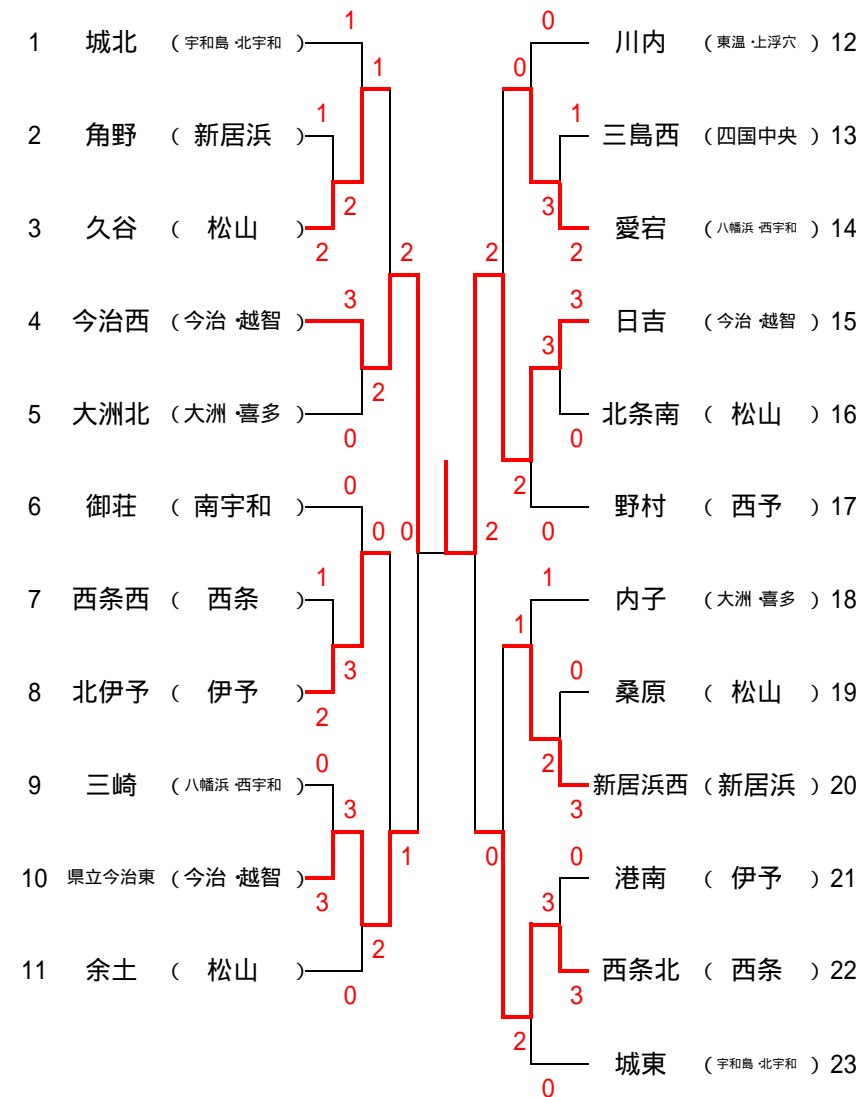 1
0
1 城北 （宇和島・北宇和）
川内 （東温・上浮穴） 12
1
0
1
1
2 角野 （ 新居浜 ）
三島西 （四国中央） 13
2
3
3 久谷 （ 松山 ）
愛宕 （八幡浜・西宇和） 14
2
2
2
2
3
3
4 今治西 （今治・越智）
日吉 （今治・越智） 15
3
2
5 大洲北 （大洲・喜多）
北条南 （ 松山 ） 16
0
0
0
2
6 御荘 （ 南宇和 ）
野村 （ 西予 ） 17
0
0
2
0
1
1
7 西条西 （ 西条 ）
内子 （大洲・喜多） 18
1
3
0
8 北伊予 （ 伊予 ）
桑原 （ 松山 ） 19
2
0
2
9 三崎 （八幡浜・西宇和）
新居浜西 （新居浜） 20
3
3
1
0
0
10 県立今治東 （今治・越智）
港南 （ 伊予 ） 21
3
3
2
11 余土 （ 松山 ）
西条北 （ 西条 ） 22
0
3
2
城東 （宇和島・北宇和） 23
0